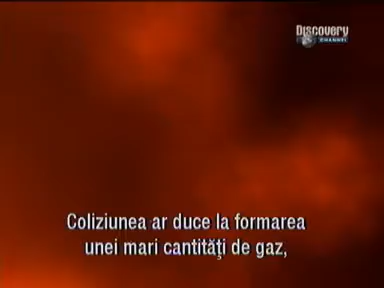 Discovery
CHANNEL
Coliziunea ar duce la formarea
unei mari cantităţi de gaz,